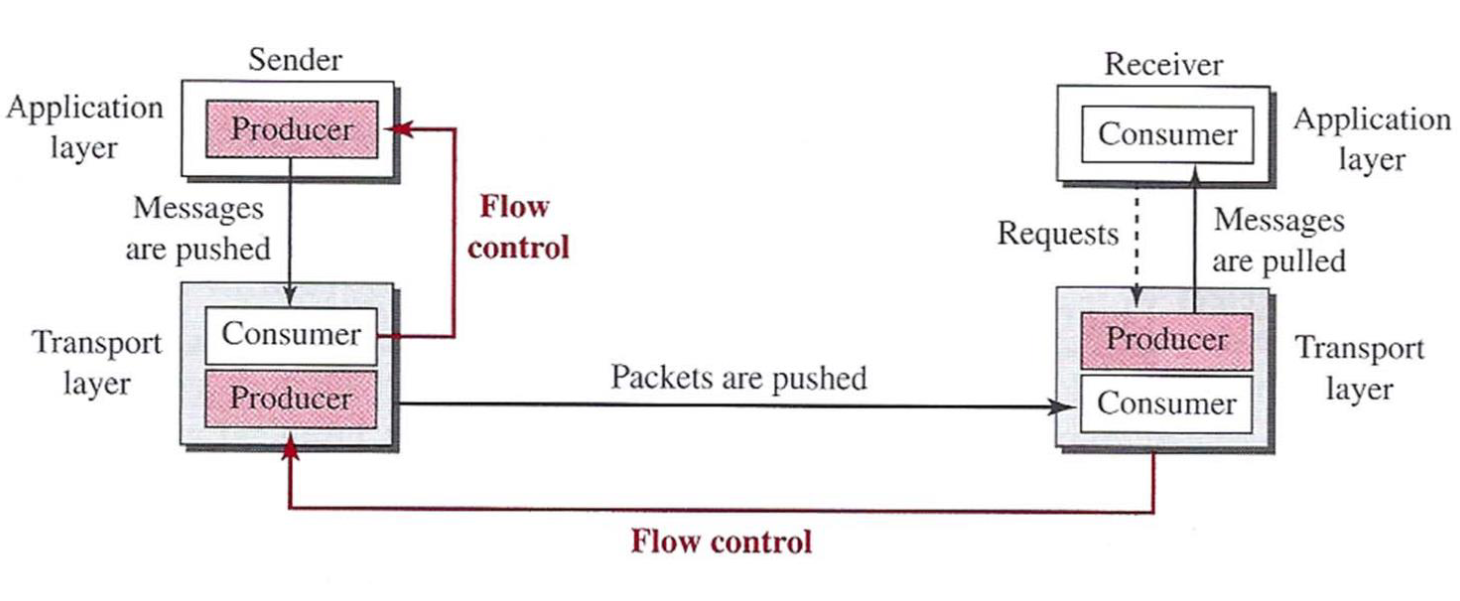 Sender
Receiver
Application
layer
Producer
Consumer
Application
layer
Messages
are pushed
Flow
control
Requests
Messages
are pulled
Transport
layer
Consumer
Producer
Packets are pushed
Producer
Consumer
Transport
layer
Flow control